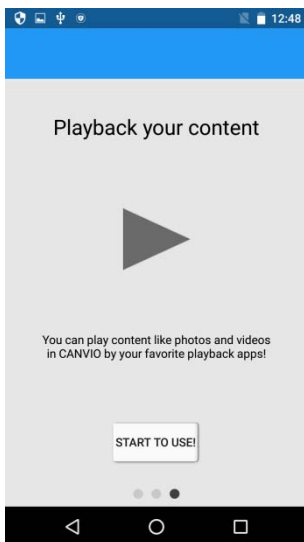 12:48
Playback your content
You can play content like photos and videos
in CANVIO by your favorite playback apps!
START TO USE!